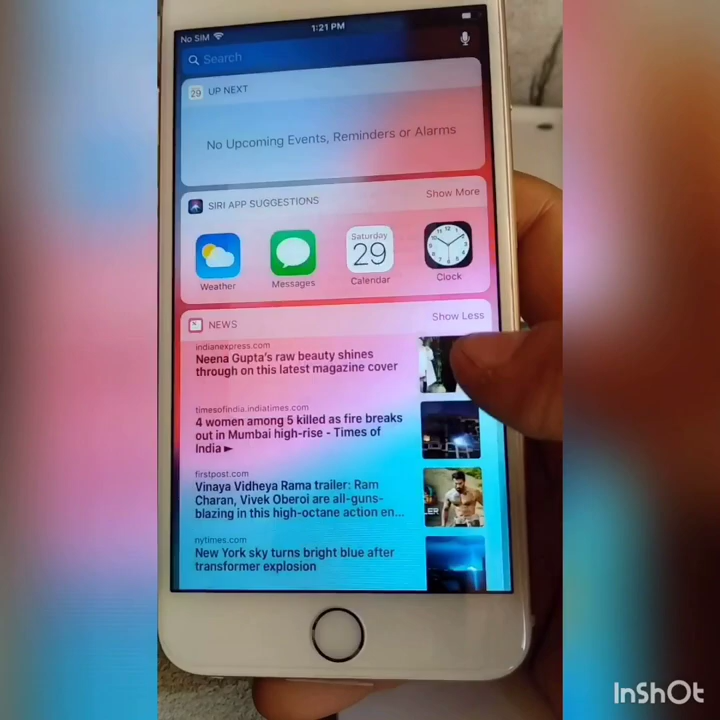 No SIM
1:21 PM
Search
29
UP NEXT
No Upcoming Events, Reminders or Alarms
SIRI APP SUGGESTIONS
Show More
Saturday
29
Weather
Messages
Calendar
Clock
NEWS
Show Less
indianexpress.com
Neena Gupta's raw beauty shines
through on this latest magazine cover
timesofindia.indiatimes.com
4 women among 5 killed as fire breaks
out in Mumbai high-rise - Times of
India ►
firstpost.com
Vinaya Vidheya Rama trailer: Ram
Charan, Vivek Oberoi are all-guns-
blazing in this high-octane action en...
nytimes.com
New York sky turns bright blue after
transformer explosion
InShOt